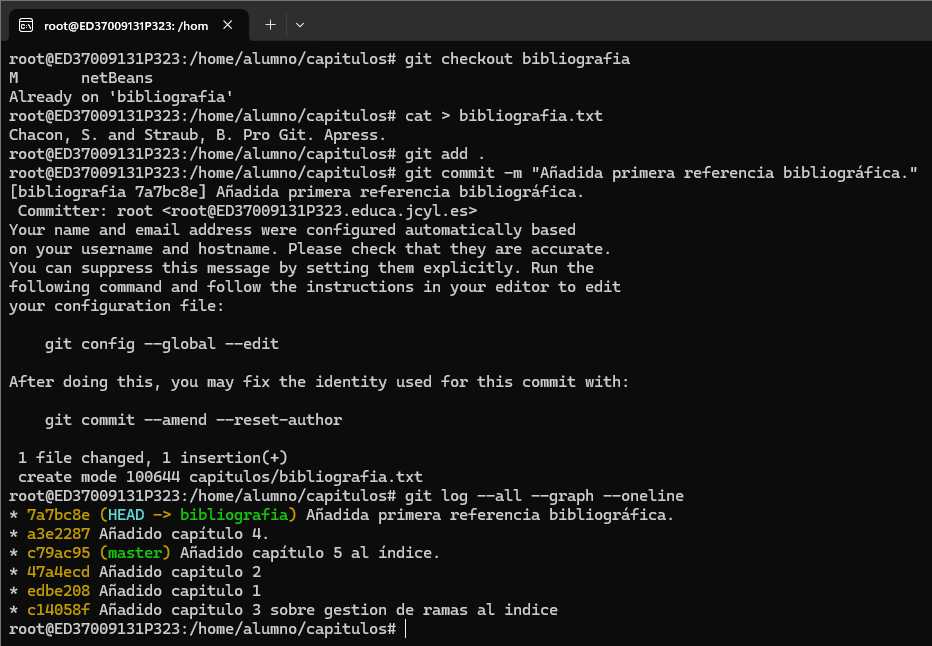 root@ED37009131P323: /hom
root@ED37009131P323:/home/alumno/capitulos# git checkout bibliografia
M       netBeans
Already on 'bibliografia'
root@ED37009131P323:/home/alumno/capitulos# cat > bibliografia.txt
Chacon, S. and Straub, B. Pro Git. Apress.
root@ED37009131P323:/home/alumno/capitulos# git add .
root@ED37009131P323:/home/alumno/capitulos# git commit -m "Añadida primera referencia bibliográfica."
[bibliografia 7a7bc8e] Añadida primera referencia bibliográfica.
 Committer: root <root@ED37009131P323.educa.jcyl.es>
Your name and email address were configured automatically based
on your username and hostname. Please check that they are accurate.
You can suppress this message by setting them explicitly. Run the
following command and follow the instructions in your editor to edit
your configuration file:

    git config --global --edit

After doing this, you may fix the identity used for this commit with:

    git commit --amend --reset-author

 1 file changed, 1 insertion(+)
 create mode 100644 capitulos/bibliografia.txt
root@ED37009131P323:/home/alumno/capitulos# git log --all --graph --oneline
* 7a7bc8e (HEAD -> bibliografia) Añadida primera referencia bibliográfica.
* a3e2287 Añadido capítulo 4.
* c79ac95 (master) Añadido capítulo 5 al índice.
* 47a4ecd Añadido capitulo 2
* edbe208 Añadido capitulo 1
* c14058f Añadido capitulo 3 sobre gestion de ramas al indice
root@ED37009131P323:/home/alumno/capitulos#